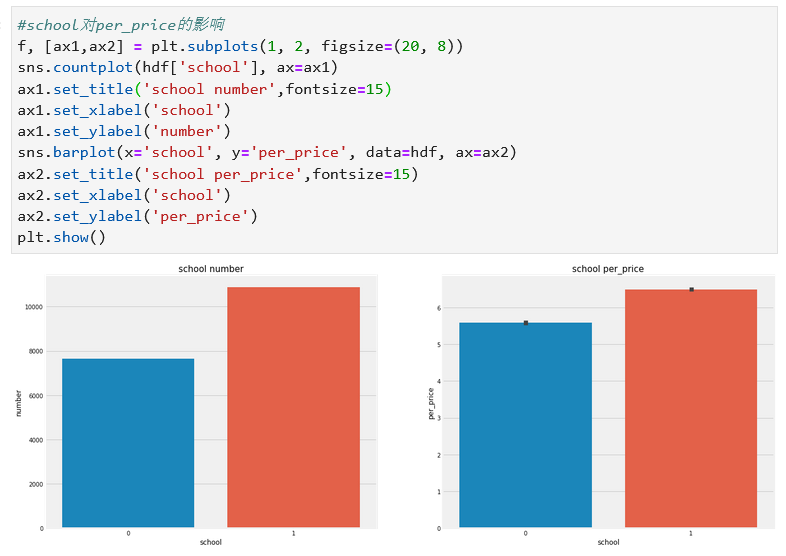 #school对per_price的影响
f, [ax1,ax2] = plt.subplots(1, 2, figsize=(20, 8))
sns.countplot(hdf['school'], ax=ax1)
ax1.set_title('school number',fontsize=15)
ax1.set_xlabel('school')
ax1.set_ylabel('number')
sns.barplot(x='school', y='per_price', data=hdf, ax=ax2)
ax2.set_title('school per_price',fontsize=15)
ax2.set_xlabel('school')
ax2.set_ylabel('per_price')
plt.show()
school number
10000
8000
6000
4000
2000
0
number
0 1
school
school per_price
6
5
4
3
2
1
0
per_price
0 1
school